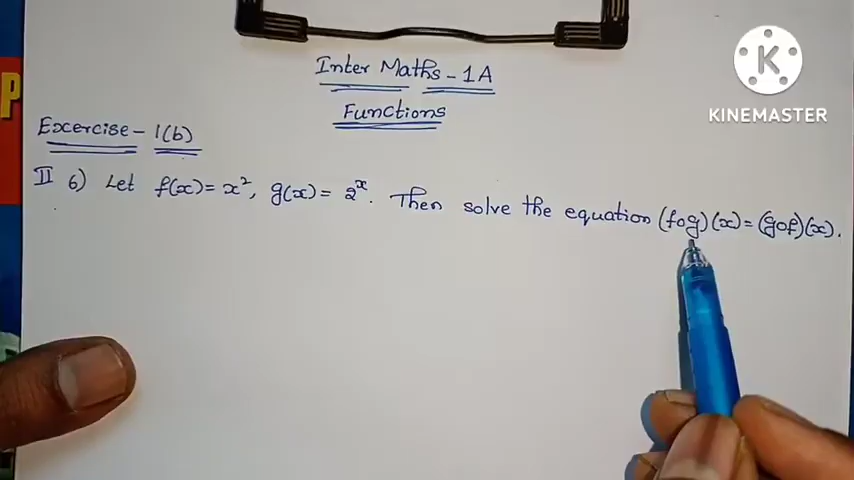 Inter Maths - 1A
Functions
Excercise - 1(b)
II 6) Let f(x) = x², g(x) = 2ˣ. Then solve the equation (fog)(x) = (gof)(x).
K
KINEMASTER
P